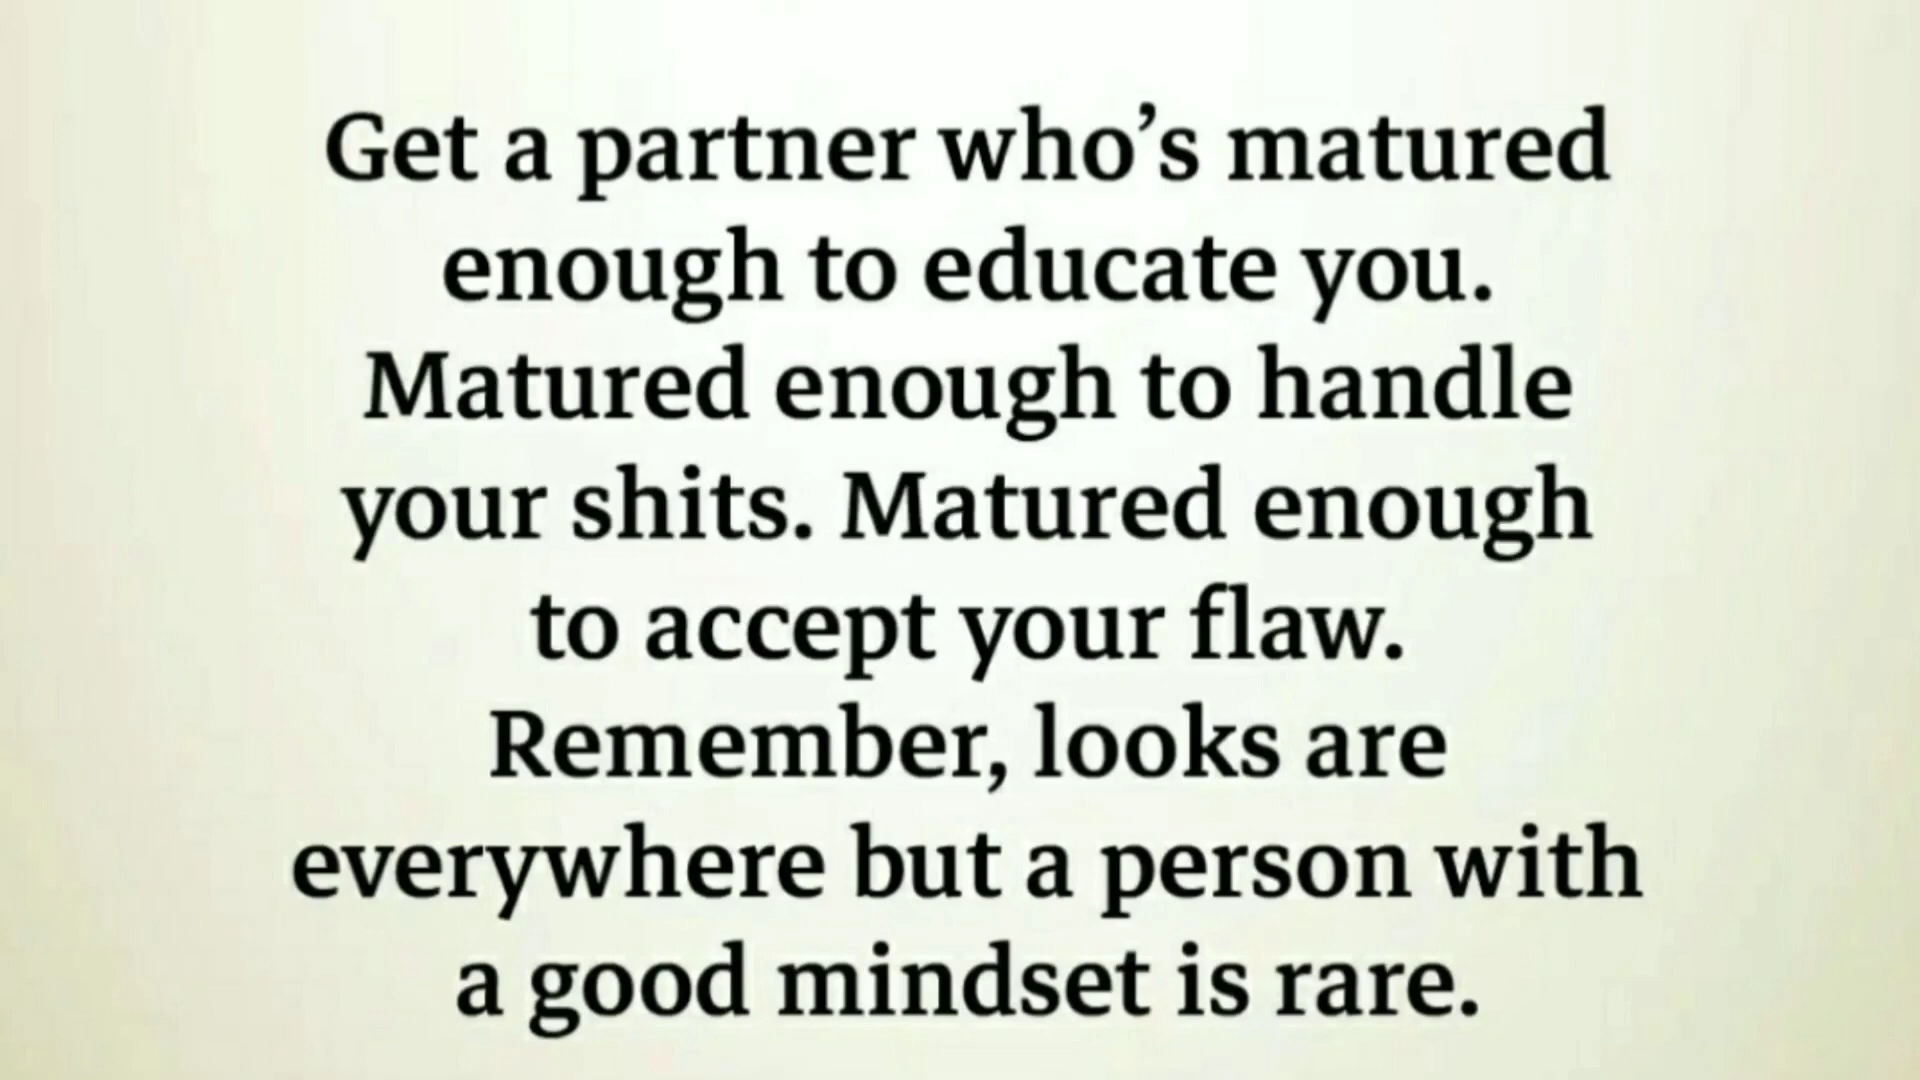 Get a partner who’s matured
enough to educate you.
Matured enough to handle
your shits. Matured enough
to accept your flaw.
Remember, looks are
everywhere but a person with
a good mindset is rare.